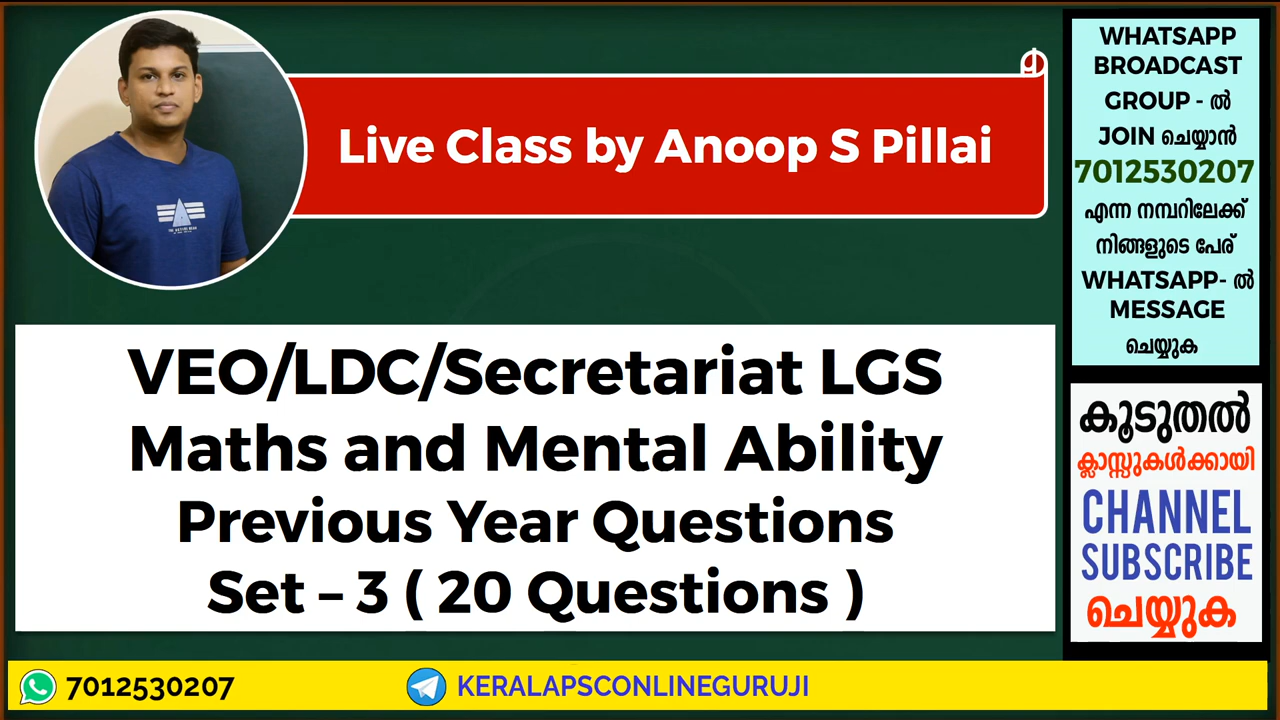 Live Class by Anoop S Pillai
VEO/LDC/Secretariat LGS
Maths and Mental Ability
Previous Year Questions
Set – 3 ( 20 Questions )
WHATSAPP
BROADCAST
GROUP - ൽ
JOIN ചെയ്യാൻ
7012530207
എന്ന നമ്പറിലേക്ക്
നിങ്ങളുടെ പേര്
WHATSAPP- ൽ
MESSAGE
ചെയ്യുക
കൂടുതൽ
ക്ലാസ്സുകൾക്കായി
CHANNEL
SUBSCRIBE
ചെയ്യുക
7012530207
KERALAPSCONLINEGURUJI